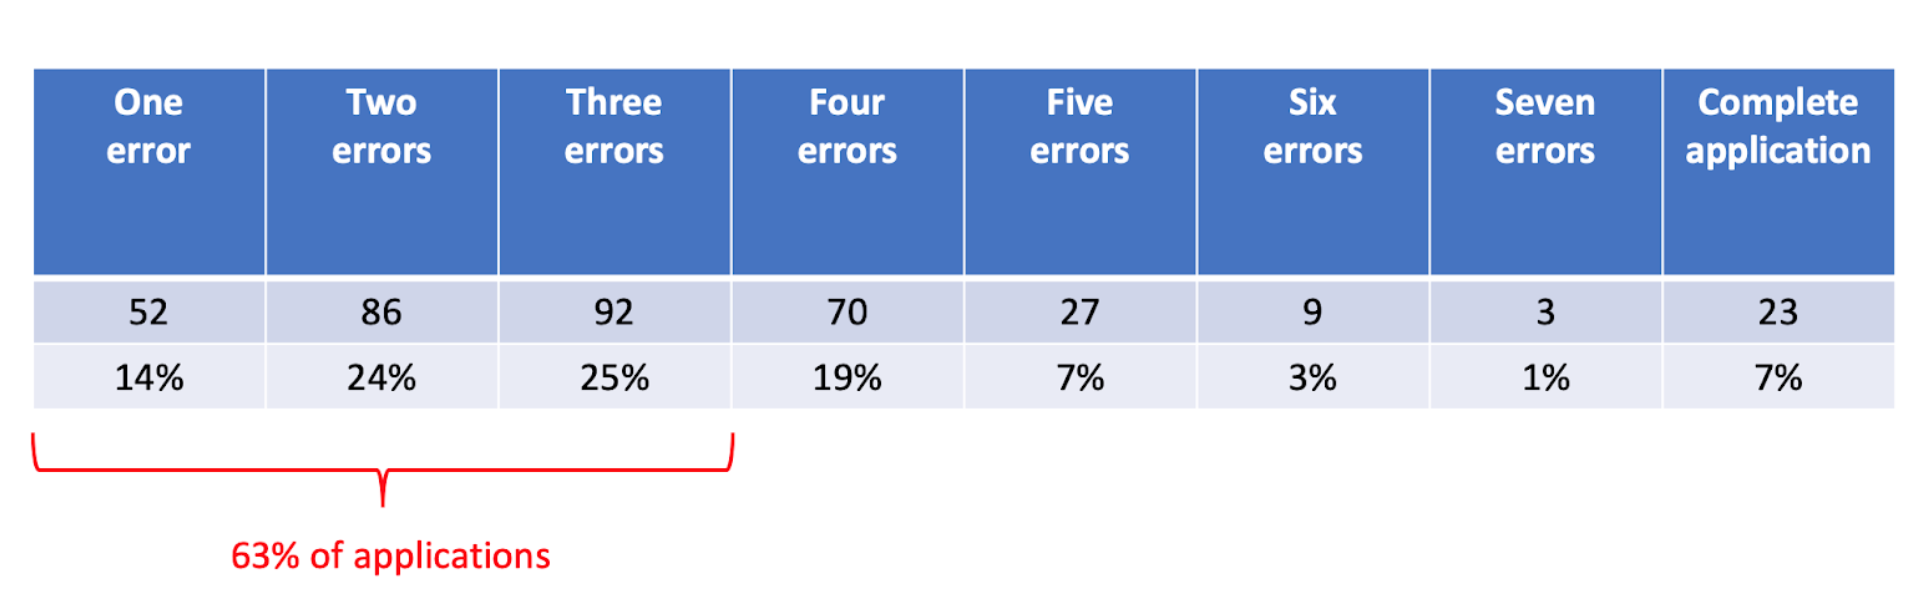 One error
Two errors
Three errors
Four errors
Five errors
Six errors
Seven errors
Complete application
52 86 92 70 27 9 3 23
14% 24% 25% 19% 7% 3% 1% 7%
63% of applications